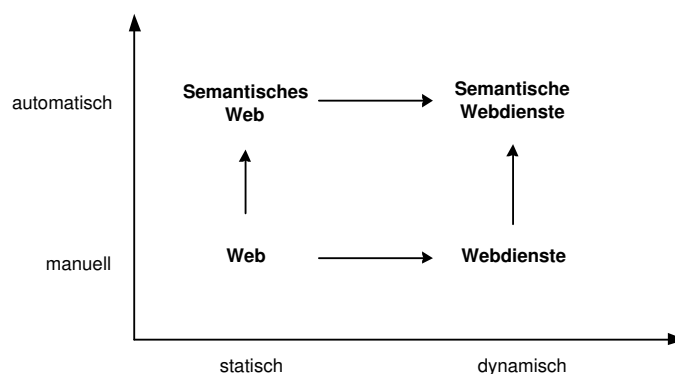 automatisch
Semantisches
Web
Semantische
Webdienste
manuell
Web
Webdienste
statisch
dynamisch